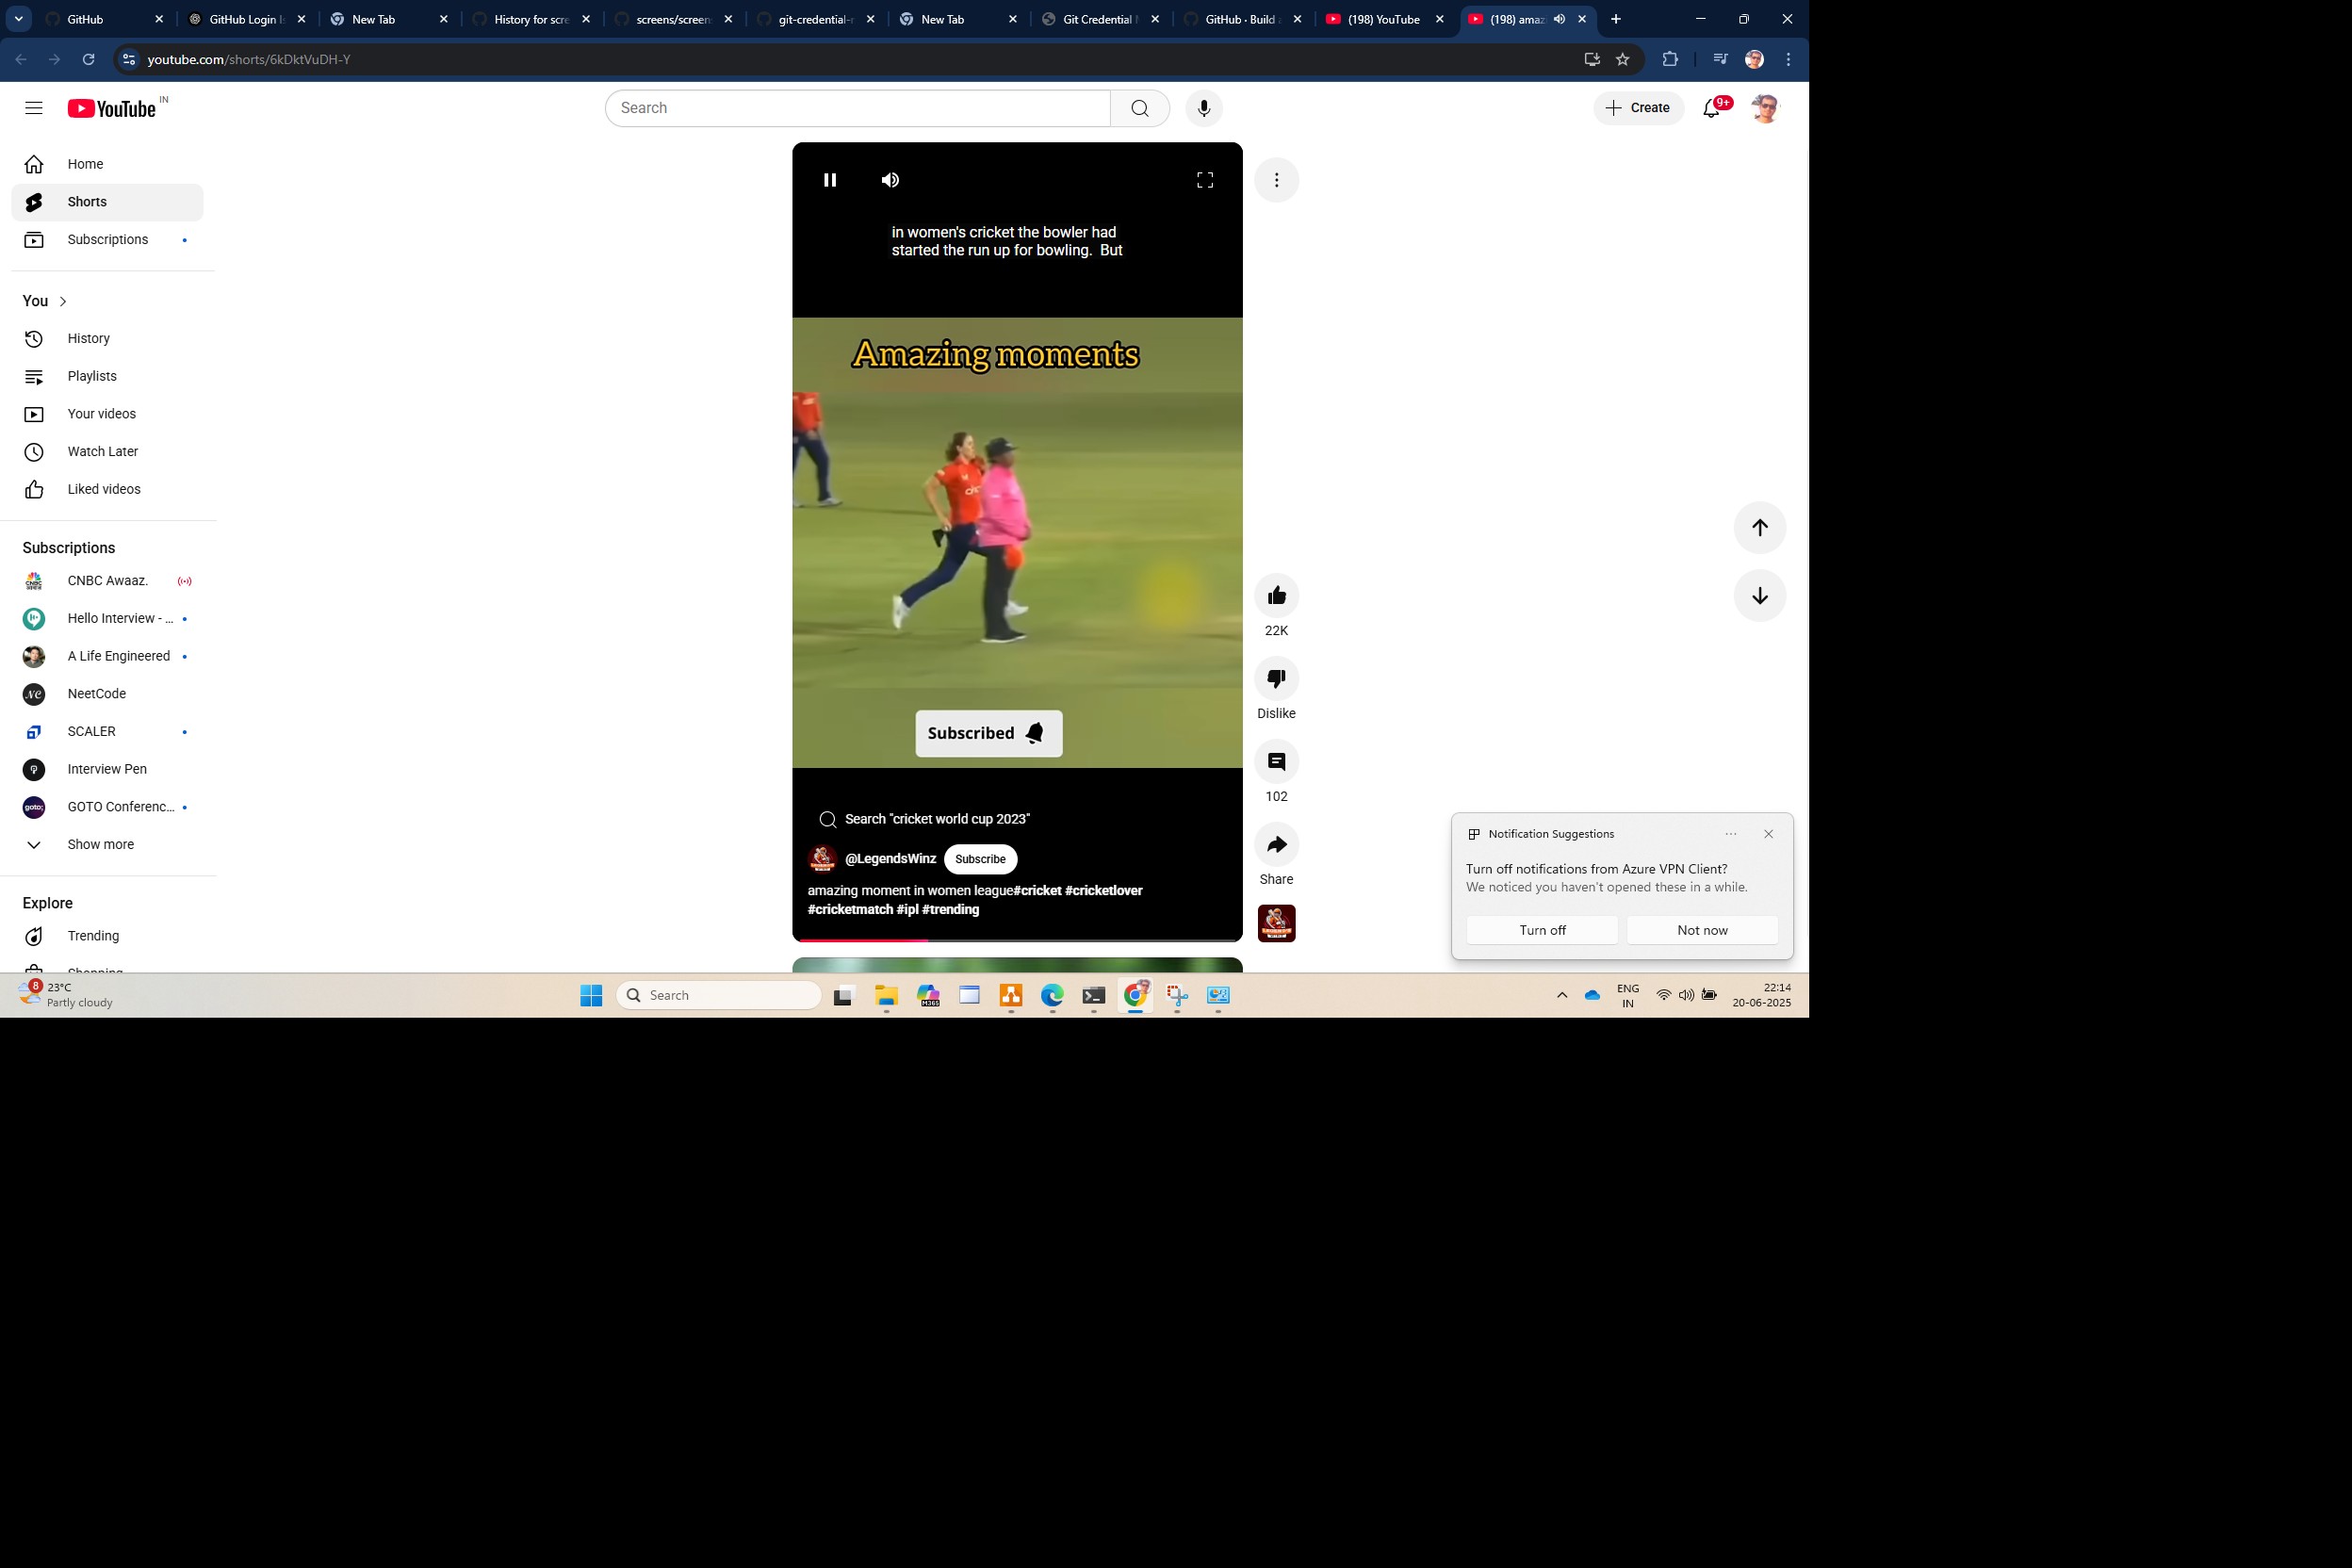 GitHub
GitHub Login Is
New Tab
History for scre
screens/screen
git-credential-
New Tab
Git Credential
GitHub · Build
(198) YouTube
(198) amaz
youtube.com/shorts/6kDktVuDH-Y
YouTube
IN
Search
Create
9+
Home
Shorts
Subscriptions
You
History
Playlists
Your videos
Watch Later
Liked videos
Subscriptions
CNBC Awaaz.
Hello Interview - ...
A Life Engineered
NeetCode
SCALER
Interview Pen
GOTO Conferenc...
Show more
Explore
Trending
Shopping
in women's cricket the bowler had
started the run up for bowling. But
Amazing moments
Subscribed
Search "cricket world cup 2023"
@LegendsWinz
Subscribe
amazing moment in women league#cricket #cricketlover
#cricketmatch #ipl #trending
22K
Dislike
102
Share
Notification Suggestions
Turn off notifications from Azure VPN Client?
We noticed you haven't opened these in a while.
Turn off
Not now
8
23°C
Partly cloudy
Search
M365
ENG
IN
22:14
20-06-2025